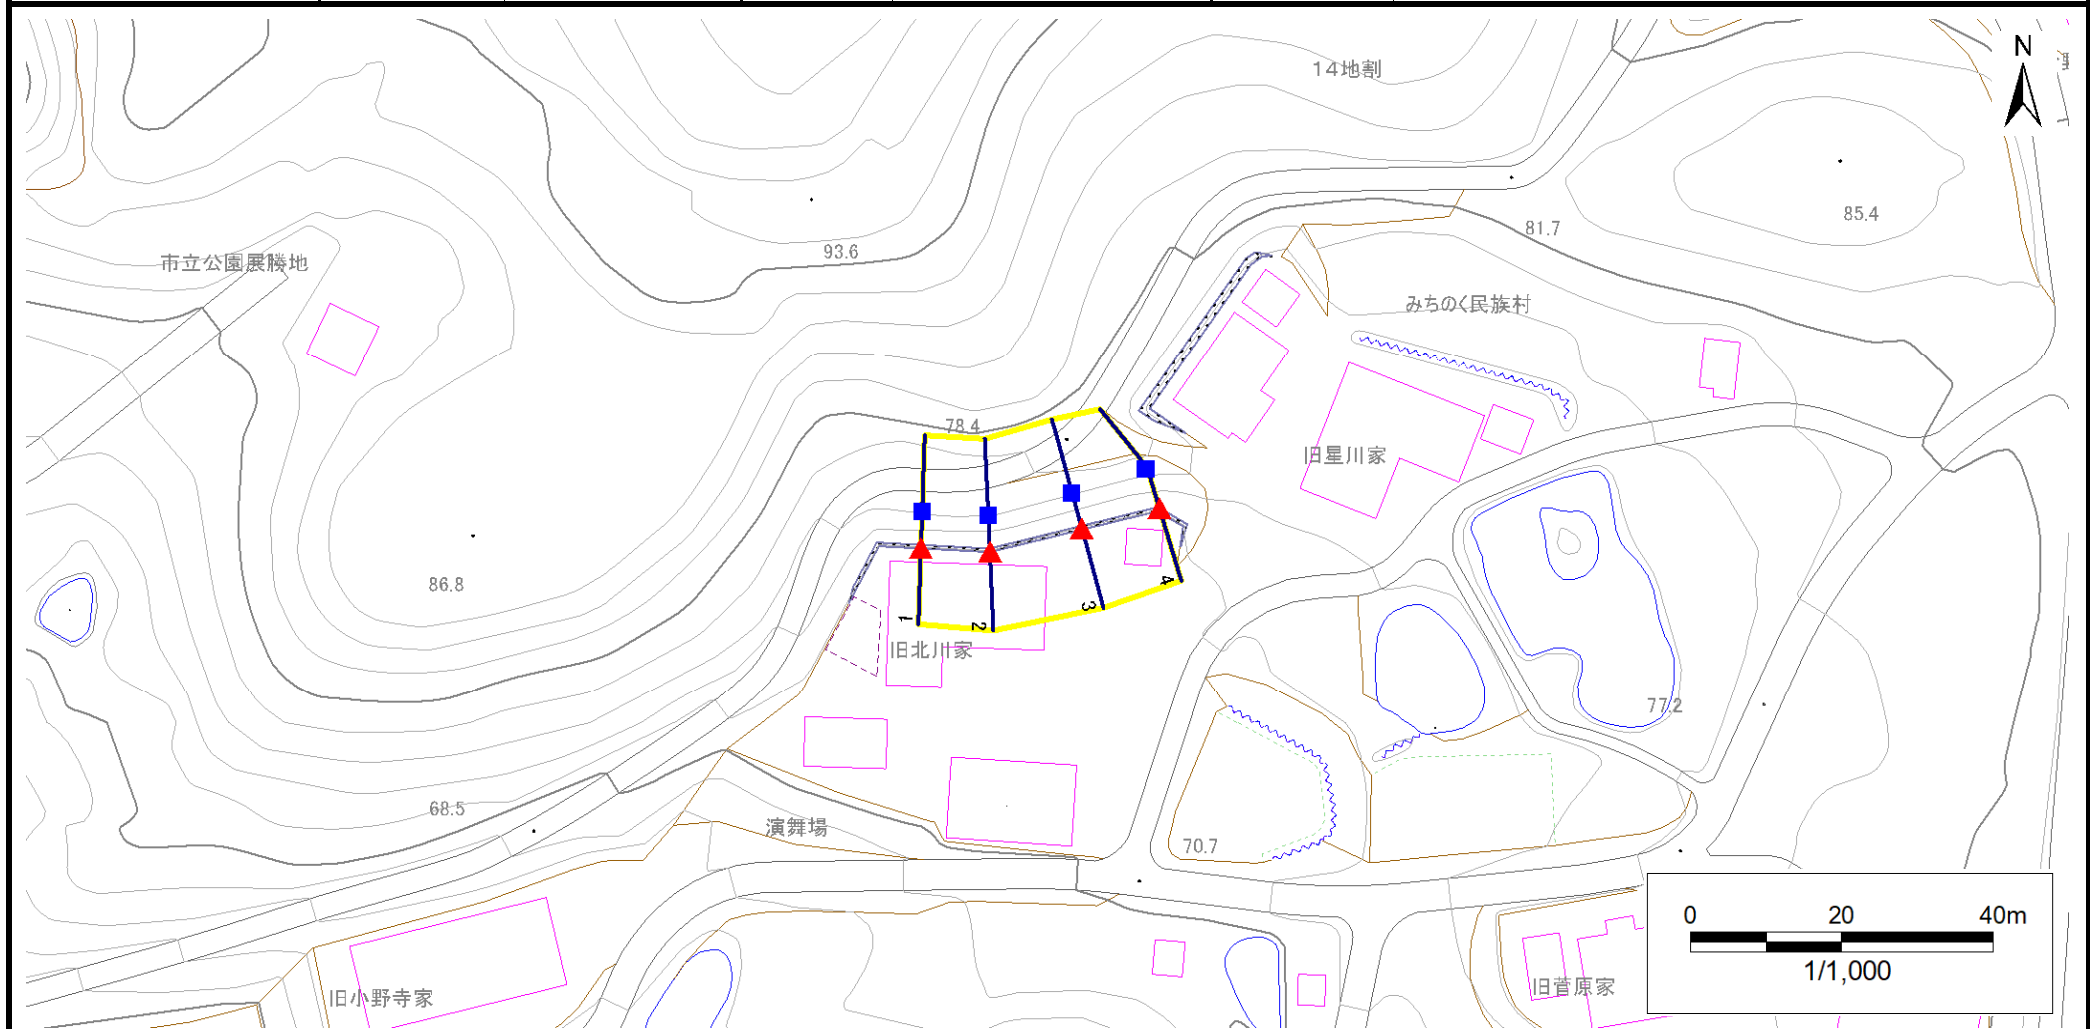 N
14地割
85.4
81.7
93.6
市立公園展勝地
みちのく民族村
78.4
旧星川家
86.8
1
2
3
4
旧北川家
77.2
68.5
演舞場
70.7
0 20 40m
1/1,000
旧小野寺家
旧菅原家